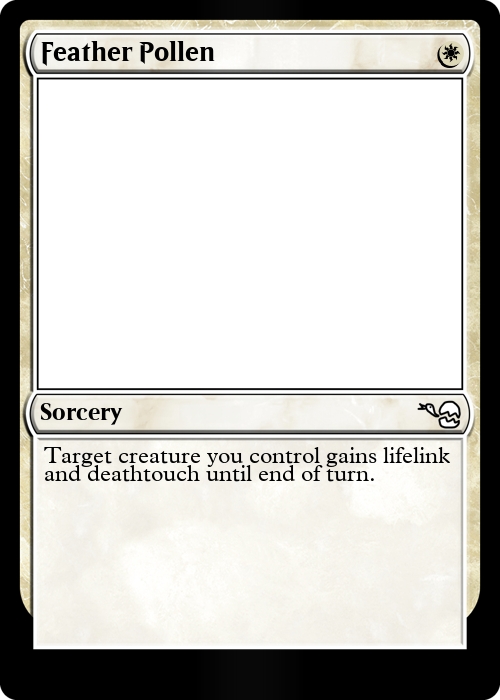 Feather Pollen
Sorcery
Target creature you control gains lifelink
and deathtouch until end of turn.